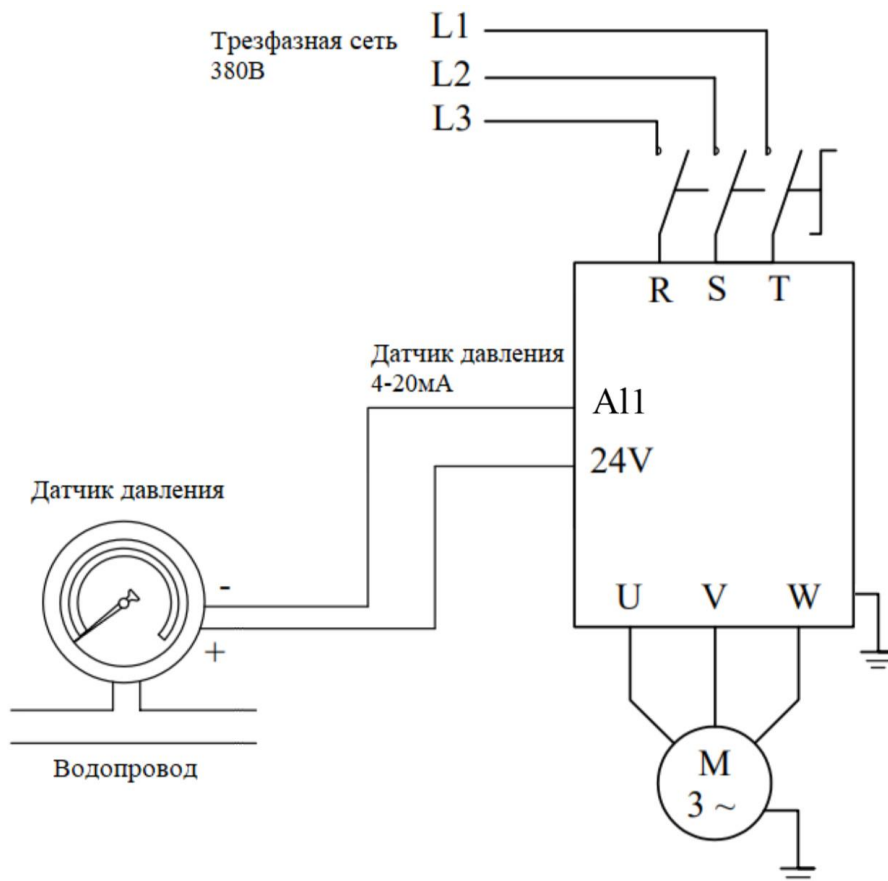 L1
Трезфазная сеть
380В
L2
L3
R S T
Датчик давления
4-20мА
Al1
24V
Датчик давления
-
+
U V W
M
3 ~
Водопровод